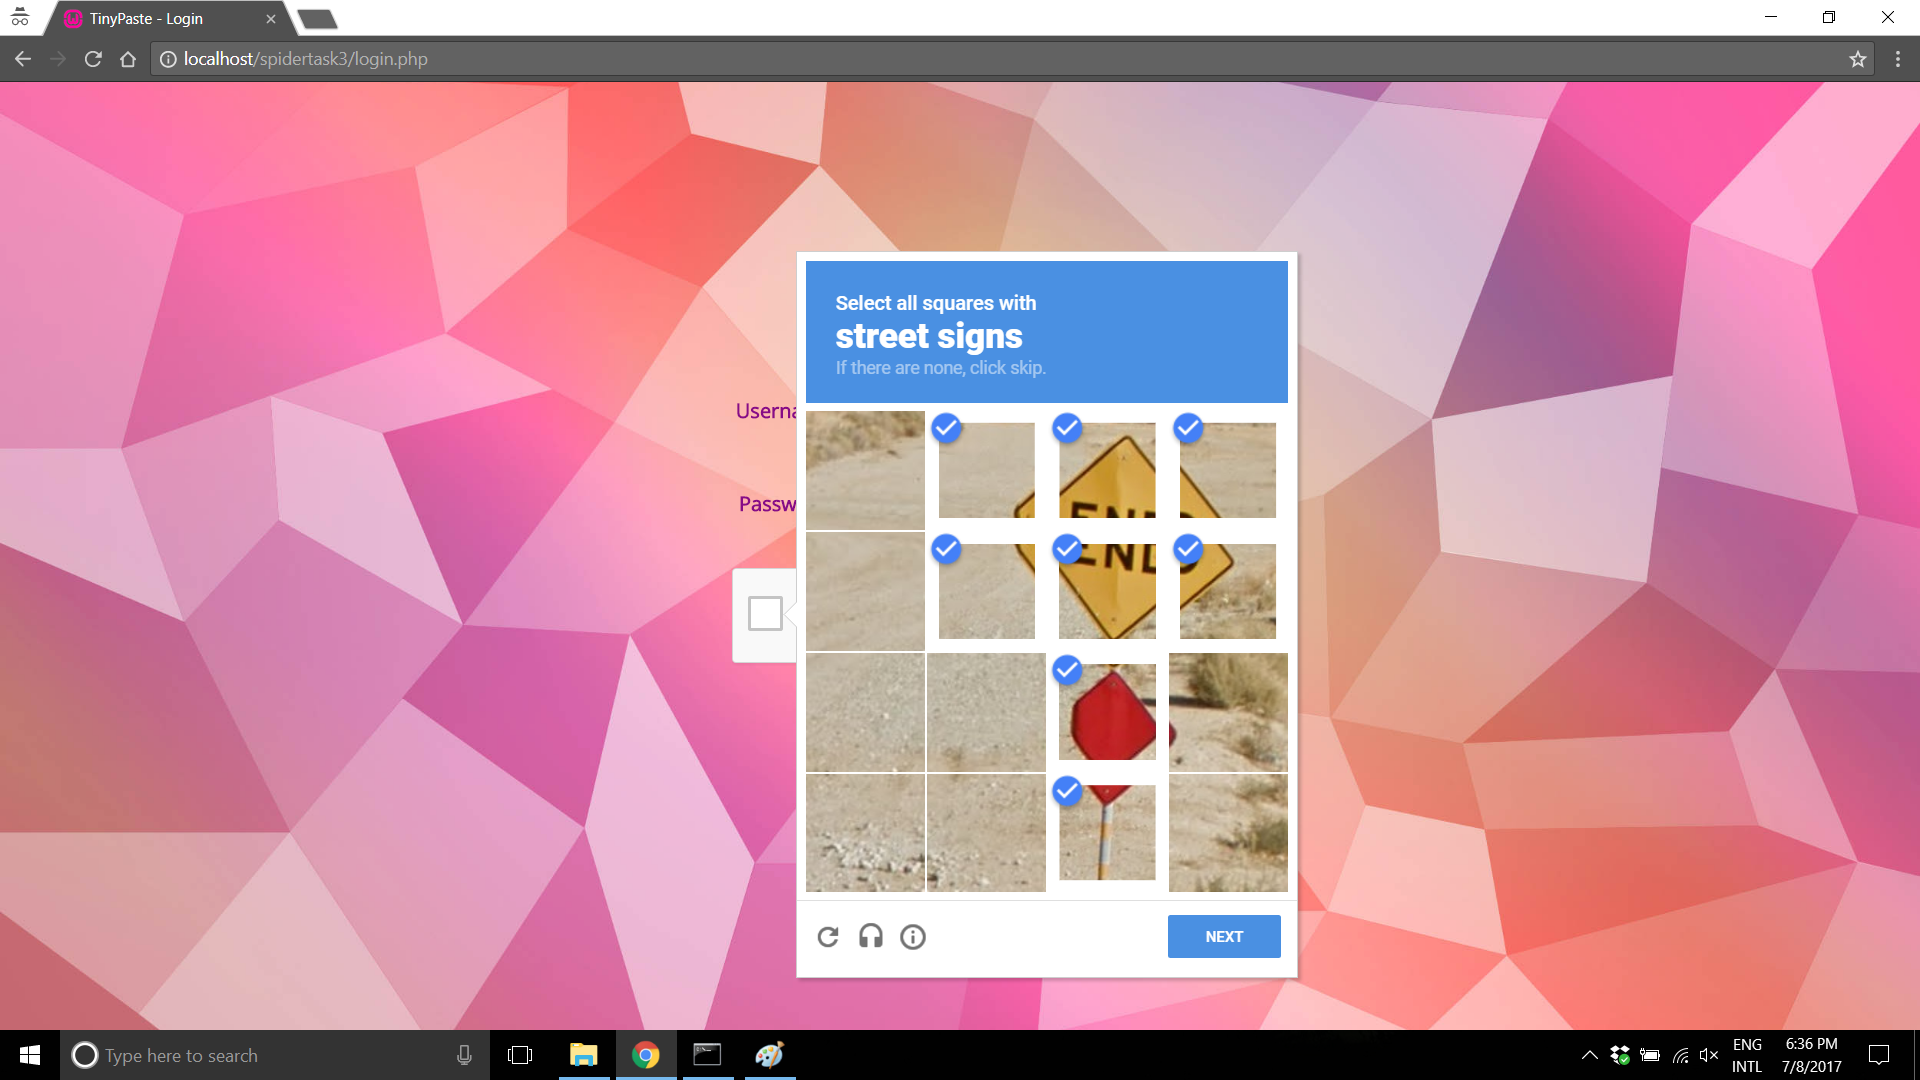 TinyPaste - Login
localhost/spidertask3/login.php
Select all squares with
street signs
If there are none, click skip.
Userna
END
END
Passw
NEXT
Type here to search
ENG
INTL
6:36 PM
7/8/2017